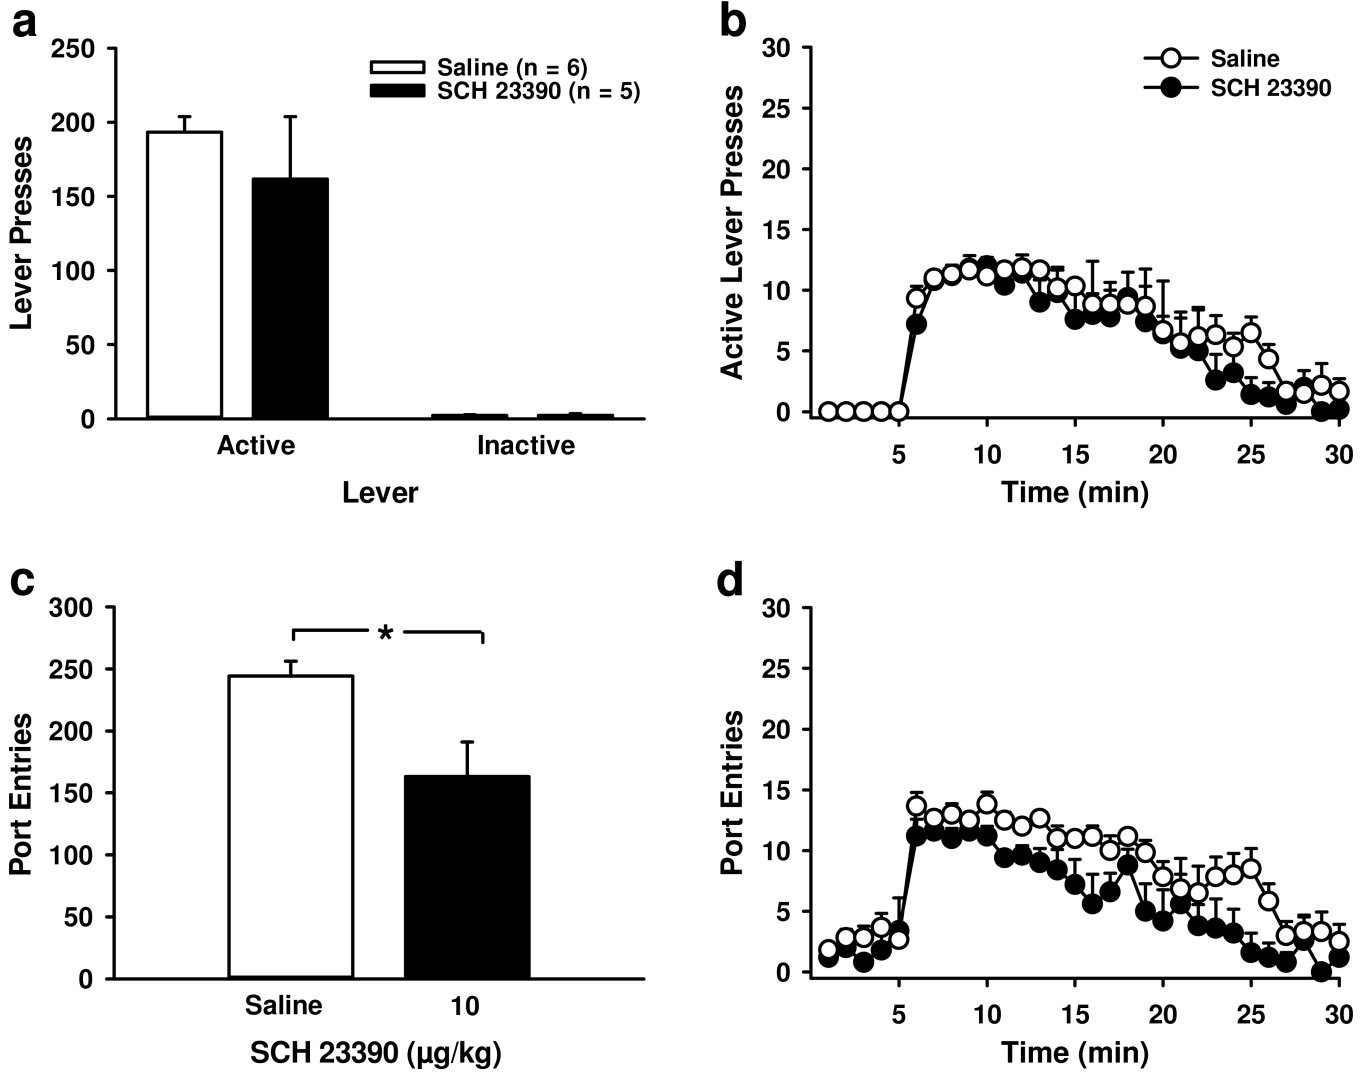 a
250
200
150
100
50
0
Lever Presses
Saline (n = 6)
SCH 23390 (n = 5)
Active
Inactive
Lever
b
30
25
20
15
10
5
0
Active Lever Presses
Saline
SCH 23390
5 10 15 20 25 30
Time (min)
c
300
250
200
150
100
50
0
Port Entries
*
Saline
10
SCH 23390 (µg/kg)
d
30
25
20
15
10
5
0
Port Entries
5 10 15 20 25 30
Time (min)